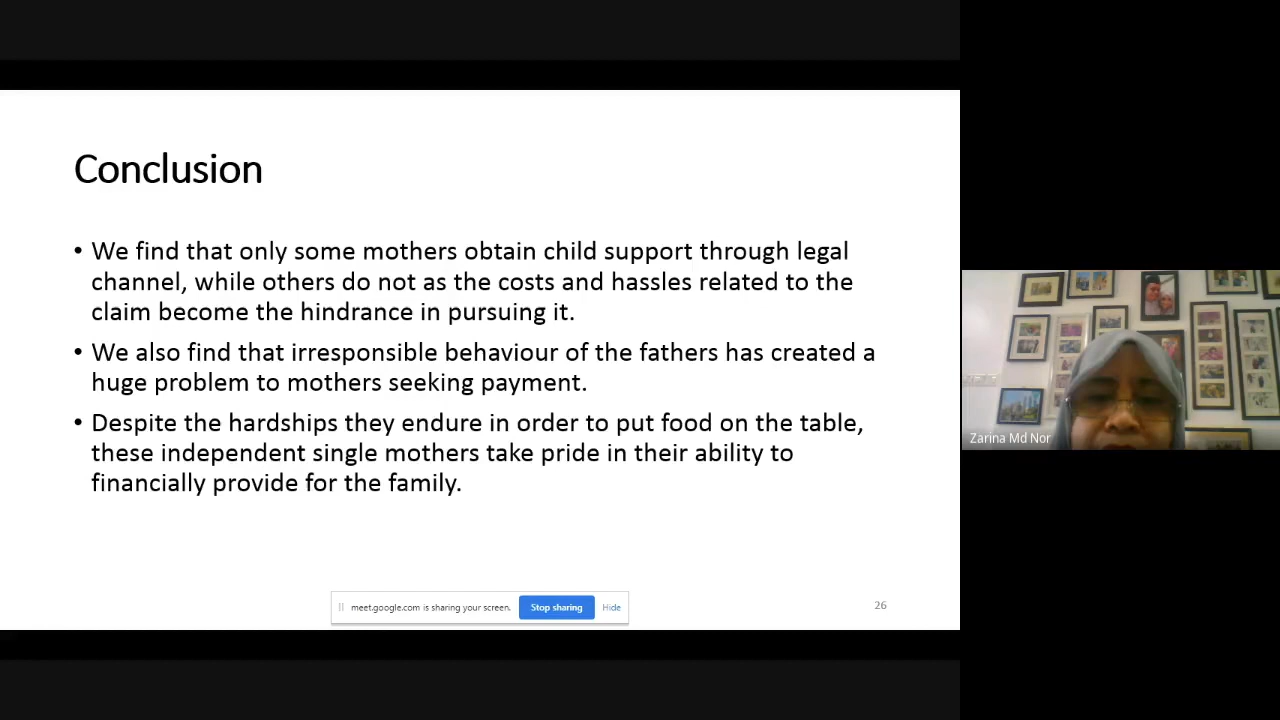 Conclusion
• We find that only some mothers obtain child support through legal
channel, while others do not as the costs and hassles related to the
claim become the hindrance in pursuing it.
• We also find that irresponsible behaviour of the fathers has created a
huge problem to mothers seeking payment.
• Despite the hardships they endure in order to put food on the table,
these independent single mothers take pride in their ability to
financially provide for the family.
meet.google.com is sharing your screen. Stop sharing Hide
26
Zarina Md Nor